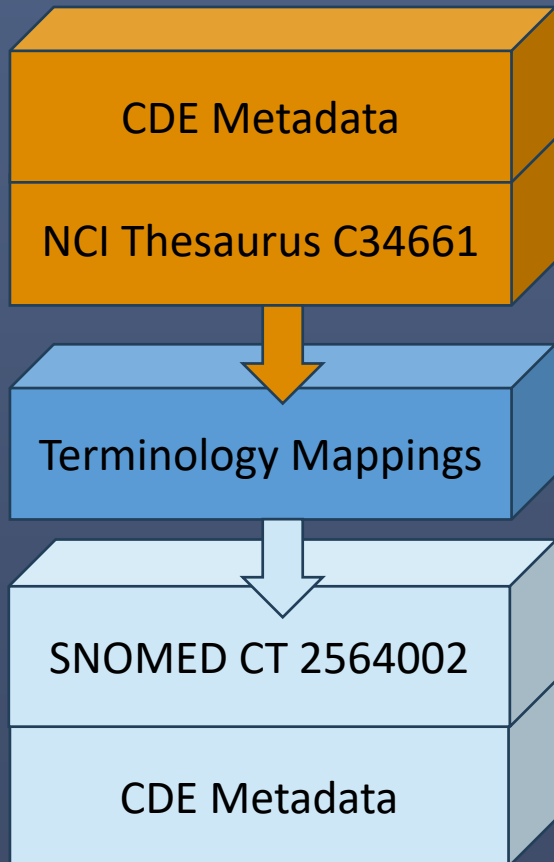 CDE Metadata
NCI Thesaurus C34661
Terminology Mappings
SNOMED CT 2564002
CDE Metadata